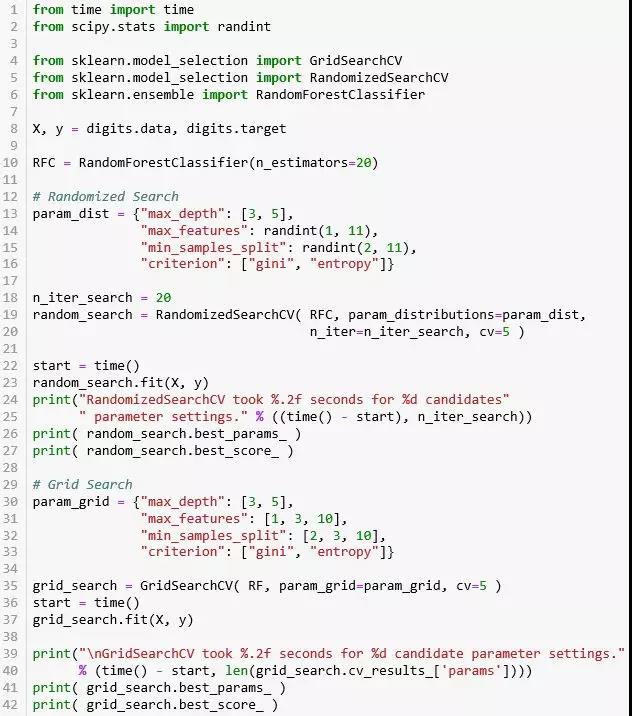 1 from time import time
2 from scipy.stats import randint
3
4 from sklearn.model_selection import GridSearchCV
5 from sklearn.model_selection import RandomizedSearchCV
6 from sklearn.ensemble import RandomForestClassifier
7
8 X, y = digits.data, digits.target
9
10 RFC = RandomForestClassifier(n_estimators=20)
11
12 # Randomized Search
13 param_dist = {"max_depth": [3, 5],
14               "max_features": randint(1, 11),
15               "min_samples_split": randint(2, 11),
16               "criterion": ["gini", "entropy"]}
17
18 n_iter_search = 20
19 random_search = RandomizedSearchCV( RFC, param_distributions=param_dist,
20                                     n_iter=n_iter_search, cv=5 )
21
22 start = time()
23 random_search.fit(X, y)
24 print("RandomizedSearchCV took %.2f seconds for %d candidates"
25       " parameter settings." % ((time() - start), n_iter_search))
26 print( random_search.best_params_ )
27 print( random_search.best_score_ )
28
29 # Grid Search
30 param_grid = {"max_depth": [3, 5],
31               "max_features": [1, 3, 10],
32               "min_samples_split": [2, 3, 10],
33               "criterion": ["gini", "entropy"]}
34
35 grid_search = GridSearchCV( RF, param_grid=param_grid, cv=5 )
36 start = time()
37 grid_search.fit(X, y)
38
39 print("\nGridSearchCV took %.2f seconds for %d candidate parameter settings."
40       % (time() - start, len(grid_search.cv_results_['params'])))
41 print( grid_search.best_params_ )
42 print( grid_search.best_score_ )